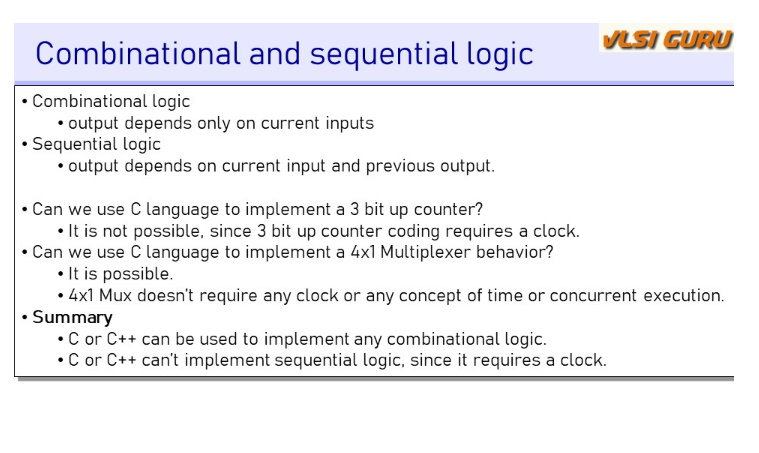 Combinational and sequential logic
VLSI GURU
• Combinational logic
• output depends only on current inputs
• Sequential logic
• output depends on current input and previous output.
• Can we use C language to implement a 3 bit up counter?
• It is not possible, since 3 bit up counter coding requires a clock.
• Can we use C language to implement a 4x1 Multiplexer behavior?
• It is possible.
• 4x1 Mux doesn't require any clock or any concept of time or concurrent execution.
• Summary
• C or C++ can be used to implement any combinational logic.
• C or C++ can't implement sequential logic, since it requires a clock.